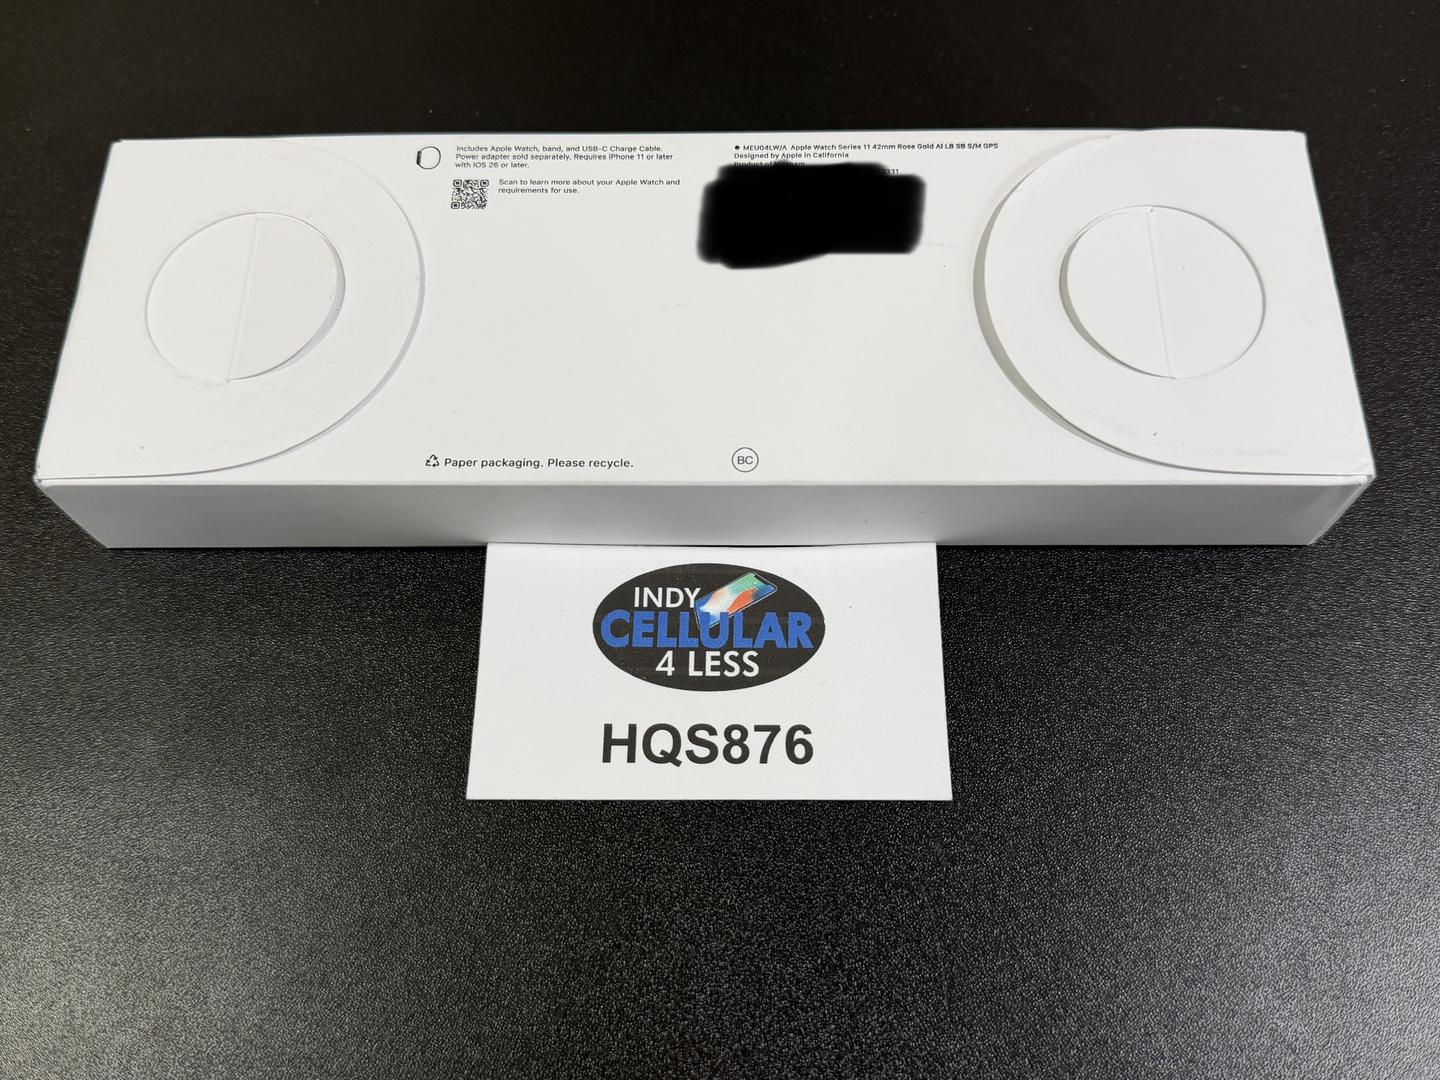 Includes Apple Watch, band, and USB-C Charge Cable.
Power adapter sold separately. Requires iPhone 11 or later
with iOS 26 or later.
Scan to learn more about your Apple Watch and
requirements for use.
MEU04LW/A Apple Watch Series 11 42mm Rose Gold Al LB SB S/M GPS
Designed by Apple in California
Product of Vietnam
Paper packaging. Please recycle.
BC
INDY
CELLULAR
4 LESS
HQS876